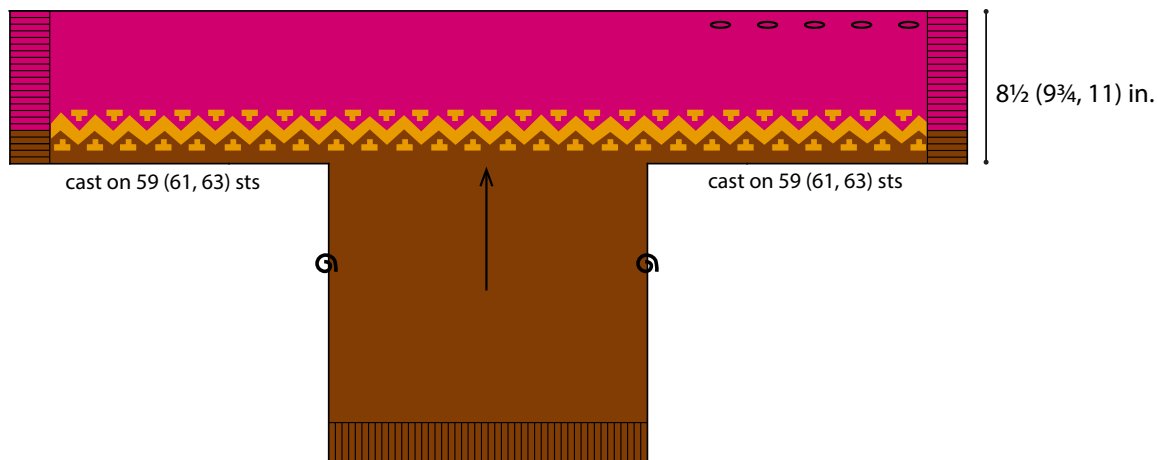 8½ (9¾, 11) in.
cast on 59 (61, 63) sts
cast on 59 (61, 63) sts